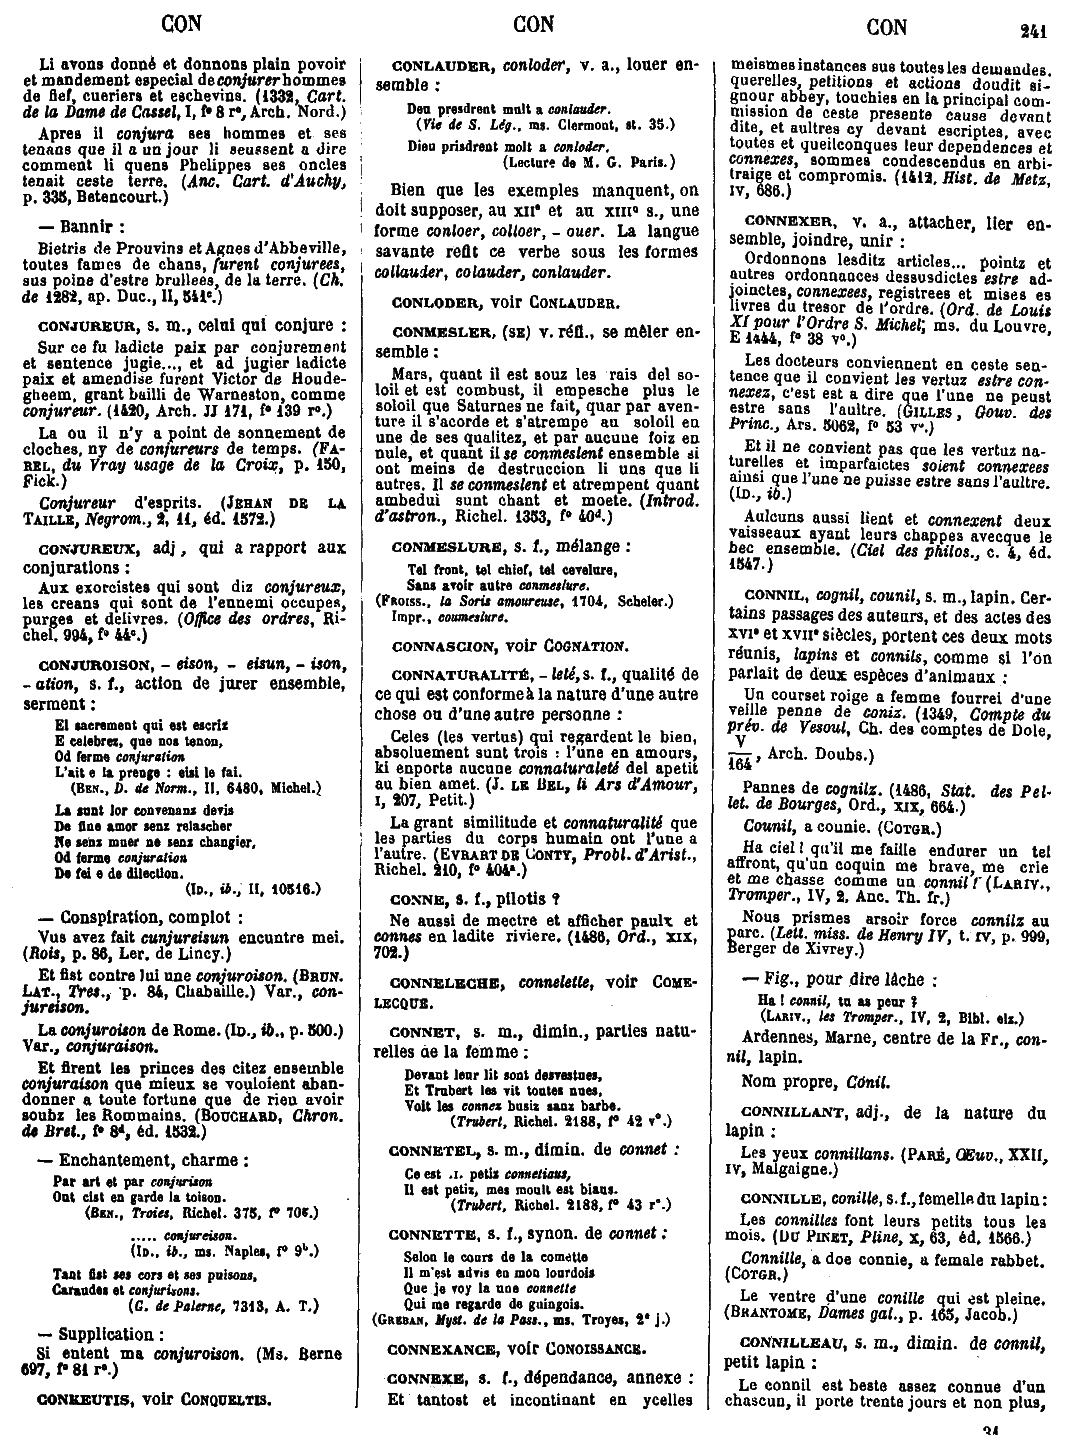 CON
CON
CON
241
Li avons donné et donnons plain povoir
et mandement especial de conjurer hommes
de fief, cueriers et eschevins. (1332, Cart.
de la Dame de Cassel, I, f° 8 r°, Arch. Nord.)
Apres il conjura ses hommes et ses
tenans que il a un jour li seussent a dire
comment li quens Phelippes ses oncles
tenait ceste terre. (Anc. Cart. d'Auchy,
p. 335, Betencourt.)
— Bannir :
Bietris de Prouvins et Agnes d'Abbeville,
toutes fames de chans, furent conjurees,
sus poine d'estre brullees, de la terre. (Ch.
de 1282, ap. Duc., II, 541c.)
CONJUREUR, s. m., celui qui conjure :
Sur ce fu ladicte paix par conjurement
et sentence jugie..., et ad jugier ladicte
paix et amendise furent Victor de Houde-
gheem, grant bailli de Warneston, comme
conjureur. (1420, Arch. JJ 171, f° 139 r°.)
La ou il n'y a point de sonnement de
cloches, ny de conjureurs de temps. (FA-
REL, du Vray usage de la Croix, p. 150,
Fick.)
Conjureur d'esprits. (JEHAN DE LA
TAILLE, Negrom., 2, 11, éd. 1572.)
CONJUREUX, adj , qui a rapport aux
conjurations :
Aux exorcistes qui sont diz conjureux,
les creans qui sont de l'ennemi occupes,
purges et delivres. (Office des ordres, Ri-
chel. 994, f° 44c.)
CONJUROISON, – eison, – eisun, – ison,
– ation, s. f., action de jurer ensemble,
serment :
El sacrement qui est escriz
E celebrez, que nos tenon,
Od ferme conjuration
L'ait e la prenge : eisi le fai.
(BEN., D. de Norm., II, 6480, Michel.)
La sunt lor convenanz devis
De fine amor senz relascher
Ne senz muer ne senz changier,
Od ferme conjuration
De fei e de dilection.
(ID., ib., II, 10516.)
— Conspiration, complot :
Vus avez fait cunjureisun encuntre mei.
(Rois, p. 86, Ler. de Lincy.)
Et fist contre lui une conjuroison. (BRUN.
LAT., Tres., p. 84, Chabaille.) Var., con-
jureison.
La conjuroison de Rome. (ID., ib., p. 500.)
Var., conjuraison.
Et firent les princes des citez ensemble
conjuraison que mieux se vouloient aban-
donner a toute fortune que de rien avoir
soubz les Rommains. (BOUCHARD, Chron.
de Bret., f° 8d, éd. 1532.)
— Enchantement, charme :
Par art et par conjurison
Ont cist en garde la toison.
(BEN., Troies, Richel. 375, f° 70c.)
..... conjureison.
(ID., ib., ms. Naples, f° 9b.)
Tant fist ses cors et ses puisons,
Caraudes et conjurisons.
(G. de Palerne, 7313, A. T.)
— Supplication :
Si entent ma conjuroison. (Ms. Berne
697, f° 81 r°.)
CONKEUTIS, voir CONQUELTIS.
CONLAUDER, conloder, v. a., louer en-
semble :
Deu presdrent mult a conlauder.
(Vie de S. Lég., ms. Clermont, st. 35.)
Dieu prisdrent molt a conloder.
(Lecture de M. G. Paris.)
Bien que les exemples manquent, on
doit supposer, au XIIe et au XIIIe s., une
forme conloer, colloer, – ouer. La langue
savante refit ce verbe sous les formes
collauder, colauder, conlauder.
CONLODER, voir CONLAUDER.
CONMESLER, (SE) v. réfl., se mêler en-
semble :
Mars, quant il est souz les rais del so-
loil et est combust, il empesche plus le
soloil que Saturnes ne fait, quar par aven-
ture il s'acorde et s'atrempe au soloil en
une de ses qualitez, et par aucune foiz en
nule, et quant il se conmeslent ensemble si
ont meins de destruccion li uns que li
autres. Il se conmeslent et atrempent quant
ambedui sunt chant et moete. (Introd.
d'astron., Richel. 1353, f° 40d.)
CONMESLURE, s. f., mélange :
Tel front, tel chief, tel cevelure,
Sans avoir autre conmeslure.
(FROISS., la Soris amoureuse, 1704, Scheler.)
Impr., coumeslure.
CONNASCION, voir COGNATION.
CONNATURALITÉ, – leté, s. f., qualité de
ce qui est conforme à la nature d'une autre
chose ou d'une autre personne :
Celes (les vertus) qui regardent le bien,
absoluement sunt trois : l'une en amours,
ki enporte aucune connaturaleté del apetit
au bien amet. (J. LE BEL, li Ars d'Amour,
I, 207, Petit.)
La grant similitude et connaturalité que
les parties du corps humain ont l'une a
l'autre. (EVRART DE CONTY, Probl. d'Arist.,
Richel. 210, f° 404a.)
CONNE, s. f., pilotis ?
Ne aussi de mectre et afficher paulx et
connes en ladite riviere. (1486, Ord., XIX,
702.)
CONNELECHE, connelette, voir COME-
LECQUE.
CONNET, s. m., dimin., parties natu-
relles de la femme :
Devant leur lit sont desvestues,
Et Trubert les vit toutes nues,
Voit les connez busiz sanz barbe.
(Trubert, Richel. 2188, f° 42 v°.)
CONNETEL, s. m., dimin. de connet :
Ce est .I. petiz connetiaus,
Il est petiz, mes moult est biaus.
(Trubert, Richel. 2188, f° 43 r°.)
CONNETTE, s. f., synon. de connet :
Selon le cours de la comette
Il m'est advis en mon lourdois
Que je voy la une connette
Qui me regarde de guingois.
(GREBAN, Myst. de la Pass., ms. Troyes, 2e j.)
CONNEXANCE, voir CONOISSANCE.
CONNEXE, s. f., dépendance, annexe :
Et tantost et incontinant en ycelles
meismes instances sus toutes les demandes,
querelles, petitions et actions doudit si-
gnour abbey, touchies en la principal com-
mission de ceste presente cause devant
dite, et aultres cy devant escriptes, avec
toutes et queilconques leur dependences et
connexes, sommes condescendus en arbi-
traige et compromis. (1412, Hist. de Metz,
IV, 686.)
CONNEXER, v. a., attacher, lier en-
semble, joindre, unir :
Ordonnons lesditz articles... pointz et
autres ordonnances dessusdictes estre ad-
joinctes, connexees, registrees et mises es
livres du tresor de l'ordre. (Ord. de Louis
XI pour l'Ordre S. Michel, ms. du Louvre,
E 1444, f° 38 v°.)
Les docteurs conviennent en ceste sen-
tence que il convient les vertuz estre con-
nexez, c'est est a dire que l'une ne peust
estre sans l'aultre. (GILLES, Gouv. des
Princ., Ars. 5062, f° 53 v°.)
Et il ne convient pas que les vertuz na-
turelles et imparfaictes soient connexees
ainsi que l'une ne puisse estre sans l'aultre.
(ID., ib.)
Aulcuns aussi lient et connexent deux
vaisseaux ayant leurs chappes avecque le
bec ensemble. (Ciel des philos., c. 4, éd.
1547.)
CONNIL, cognil, counil, s. m., lapin. Cer-
tains passages des auteurs, et des actes des
XVIe et XVIIe siècles, portent ces deux mots
réunis, lapins et connils, comme si l'on
parlait de deux espèces d'animaux :
Un courset roige a femme fourrei d'une
veille penne de coniz. (1349, Compte du
prév. de Vesoul, Ch. des comptes de Dole,
V
164, Arch. Doubs.)
Pannes de cognilz. (1486, Stat. des Pel-
let. de Bourges, Ord., XIX, 664.)
Counil, a counie. (COTGR.)
Ha ciel ! qu'il me faille endurer un tel
affront, qu'un coquin me brave, me crie
et me chasse comme un connil ! (LARIV.,
Tromper., IV, 2, Anc. Th. fr.)
Nous prismes arsoir force connilz au
parc. (Lett. miss. de Henry IV, t. IV, p. 999,
Berger de Xivrey.)
— Fig., pour dire lâche :
Ha ! connil, tu as peur ?
(LARIV., les Tromper., IV, 2, Bibl. elz.)
Ardennes, Marne, centre de la Fr., con-
nil, lapin.
Nom propre, Conil.
CONNILLANT, adj., de la nature du
lapin :
Les yeux connillans. (PARÉ, Œuv., XXII,
IV, Malgaigne.)
CONNILLE, conille, s. f., femelle du lapin :
Les connilles font leurs petits tous les
mois. (DU PINET, Pline, X, 63, éd. 1566.)
Connille, a doe connie, a female rabbet.
(COTGR.)
Le ventre d'une conille qui est pleine.
(BRANTOME, Dames gal., p. 165, Jacob.)
CONNILLEAU, s. m., dimin. de connil,
petit lapin :
Le connil est beste assez connue d'un
chascun, il porte trente jours et non plus,
31